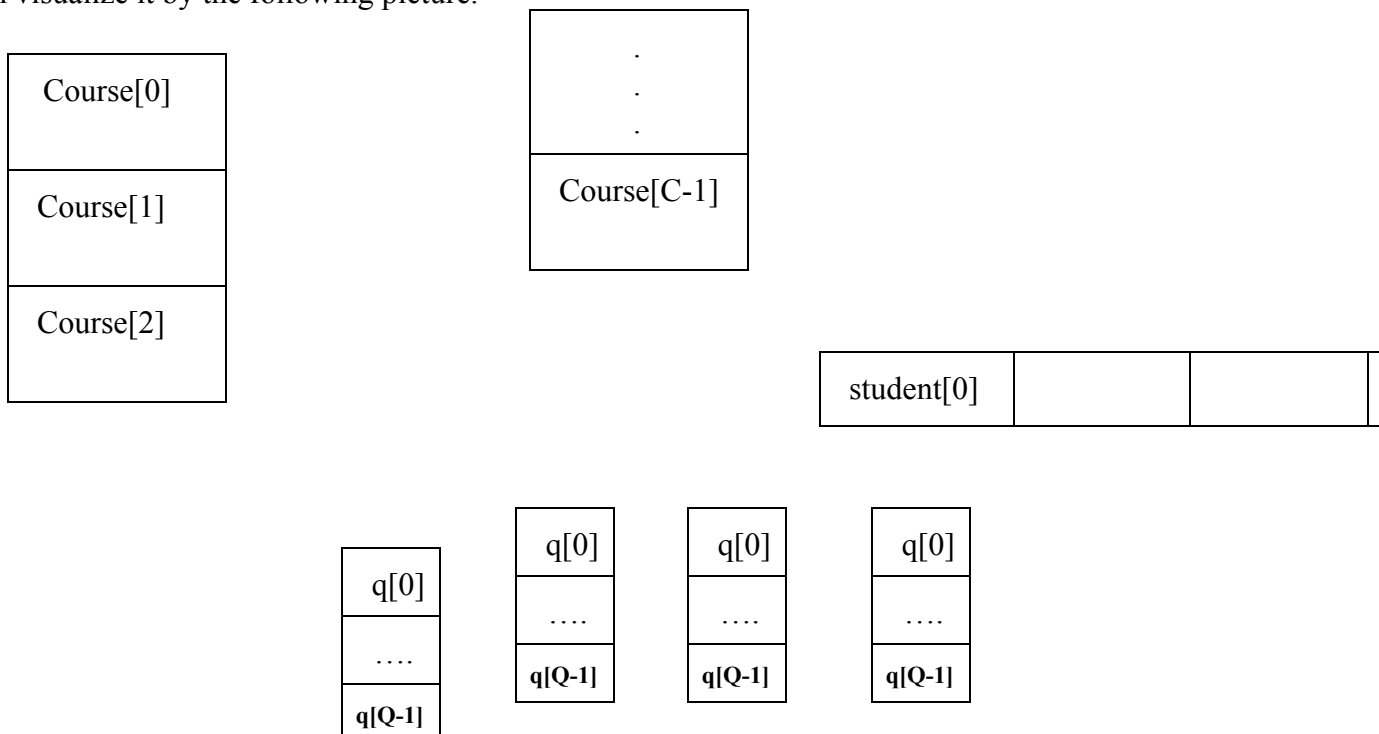 visualize it by the following picture.
Course[0]
Course[1]
Course[2]
.
.
.
Course[C-1]
student[0]
q[0]
….
q[Q-1]
q[0]
….
q[Q-1]
q[0]
….
q[Q-1]
q[0]
….
q[Q-1]